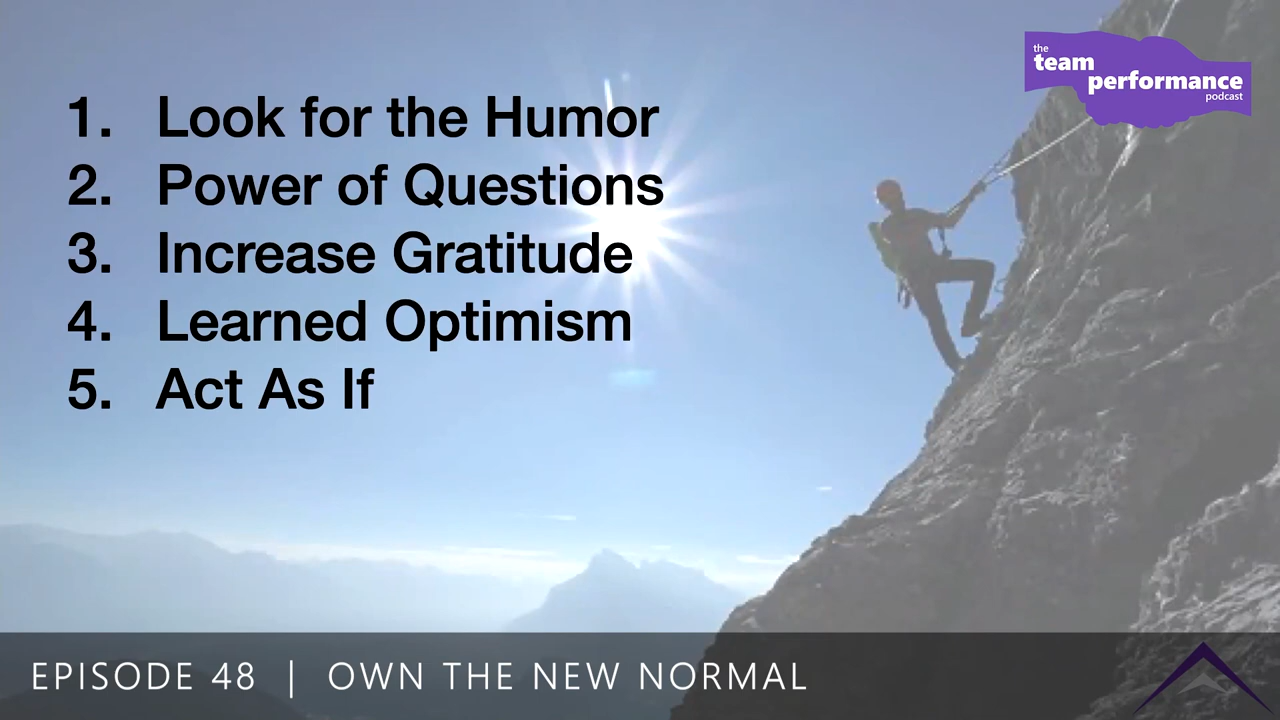 the
team
performance
podcast
1. Look for the Humor
2. Power of Questions
3. Increase Gratitude
4. Learned Optimism
5. Act As If
EPISODE 48 | OWN THE NEW NORMAL